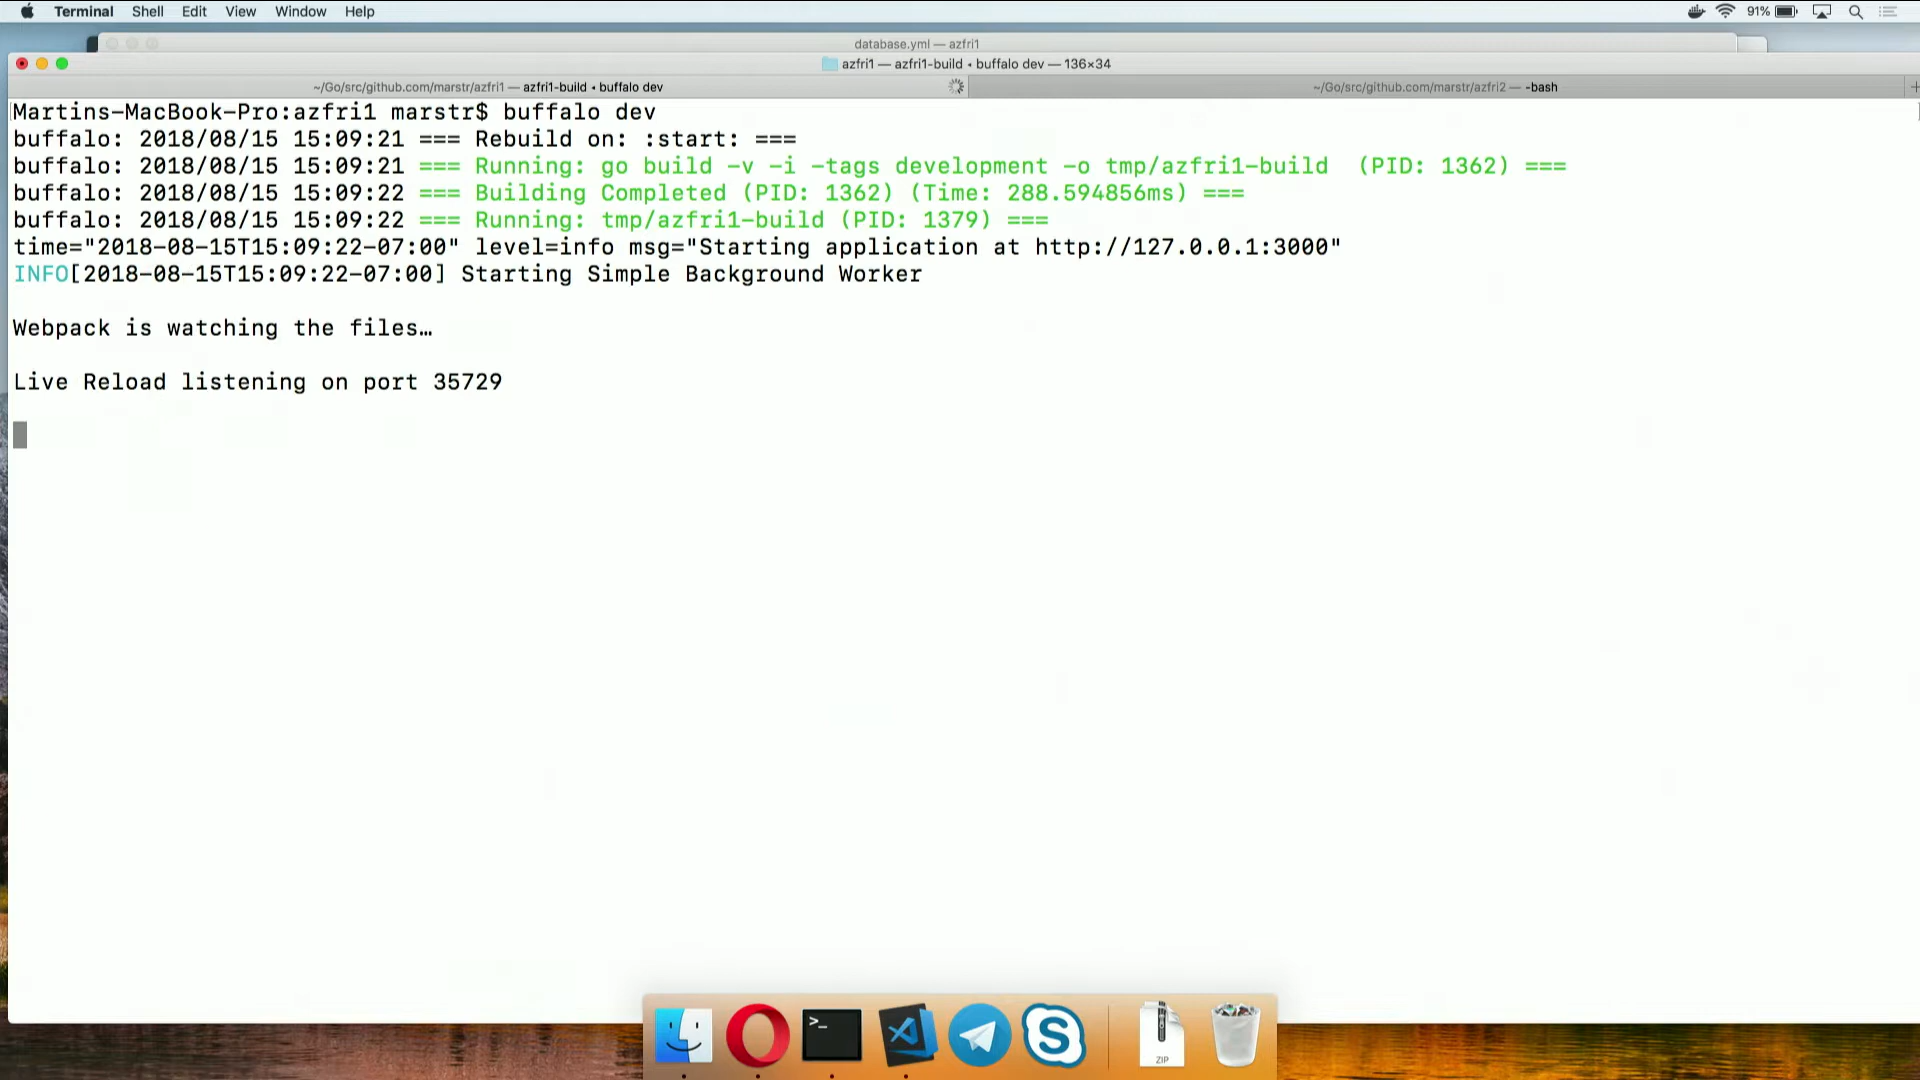 Terminal Shell Edit View Window Help 91%
database.yml — azfri1
azfri1 — azfri1-build • buffalo dev — 136×34
~/Go/src/github.com/marstr/azfri1 — azfri1-build • buffalo dev ~/Go/src/github.com/marstr/azfri2 — -bash
Martins-MacBook-Pro:azfri1 marstr$ buffalo dev
buffalo: 2018/08/15 15:09:21 === Rebuild on: :start: ===
buffalo: 2018/08/15 15:09:21 === Running: go build -v -i -tags development -o tmp/azfri1-build  (PID: 1362) ===
buffalo: 2018/08/15 15:09:22 === Building Completed (PID: 1362) (Time: 288.594856ms) ===
buffalo: 2018/08/15 15:09:22 === Running: tmp/azfri1-build (PID: 1379) ===
time="2018-08-15T15:09:22-07:00" level=info msg="Starting application at http://127.0.0.1:3000"
INFO[2018-08-15T15:09:22-07:00] Starting Simple Background Worker
Webpack is watching the files…
Live Reload listening on port 35729
>_
S
ZIP